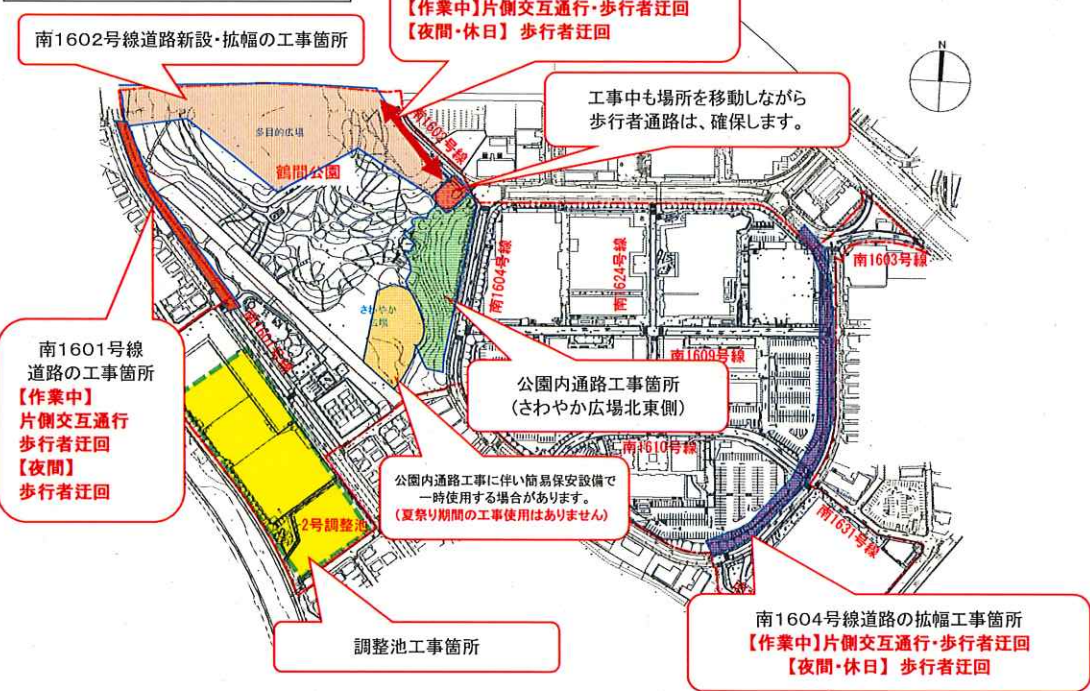 【作業中】片側交互通行・歩行者迂回
【夜間・休日】 歩行者迂回
南1602号線道路新設・拡幅の工事箇所
N
工事中も場所を移動しながら
歩行者通路は、確保します。
多目的広場
南1602号線
鶴間公園
南1604号線
南1624号線
南1603号線
さわやか
広場
南1601号線
南1609号線
南1601号線
道路の工事箇所
【作業中】
片側交互通行
歩行者迂回
【夜間】
歩行者迂回
公園内通路工事箇所
(さわやか広場北東側)
南1610号線
公園内通路工事に伴い簡易保安設備で
一時使用する場合があります。
(夏祭り期間の工事使用はありません)
2号調整池
南1631号線
調整池工事箇所
南1604号線道路の拡幅工事箇所
【作業中】片側交互通行・歩行者迂回
【夜間・休日】 歩行者迂回